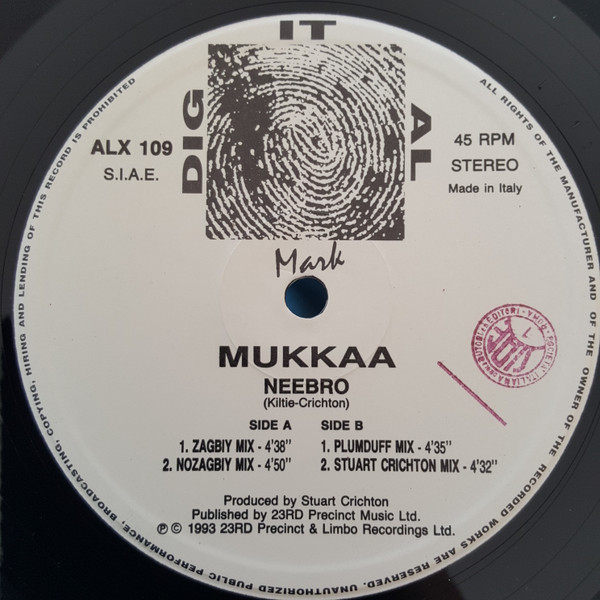 DIG IT AL
Mark
ALX 109
S.I.A.E.
45 RPM
STEREO
Made in Italy
MUKKAA
NEEBRO
(Kiltie-Crichton)
SIDE A
1. ZAGBIY MIX - 4'38"
2. NOZAGBIY MIX - 4'50"
SIDE B
1. PLUMDUFF MIX - 4'35"
2. STUART CRICHTON MIX - 4'32"
Produced by Stuart Crichton
Published by 23RD Precinct Music Ltd.
℗ © 1993 23RD Precinct & Limbo Recordings Ltd.
ALL RIGHTS OF THE MANUFACTURER AND OF THE OWNER OF THE RECORDED WORKS ARE RESERVED. UNAUTHORIZED PUBLIC PERFORMANCE, BROADCASTING, COPYING, HIRING AND LENDING OF THIS RECORD IS PROHIBITED